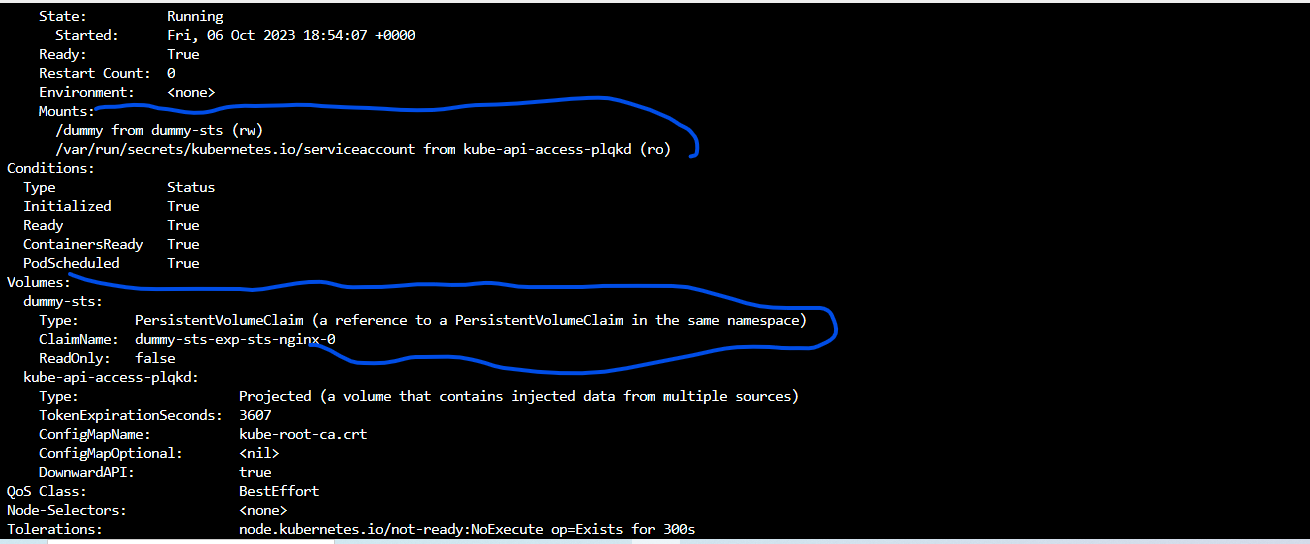 State: Running
Started: Fri, 06 Oct 2023 18:54:07 +0000
Ready: True
Restart Count: 0
Environment: <none>
Mounts:
/dummy from dummy-sts (rw)
/var/run/secrets/kubernetes.io/serviceaccount from kube-api-access-plqkd (ro)
Conditions:
Type Status
Initialized True
Ready True
ContainersReady True
PodScheduled True
Volumes:
dummy-sts:
Type: PersistentVolumeClaim (a reference to a PersistentVolumeClaim in the same namespace)
ClaimName: dummy-sts-exp-sts-nginx-0
ReadOnly: false
kube-api-access-plqkd:
Type: Projected (a volume that contains injected data from multiple sources)
TokenExpirationSeconds: 3607
ConfigMapName: kube-root-ca.crt
ConfigMapOptional: <nil>
DownwardAPI: true
QoS Class: BestEffort
Node-Selectors: <none>
Tolerations: node.kubernetes.io/not-ready:NoExecute op=Exists for 300s